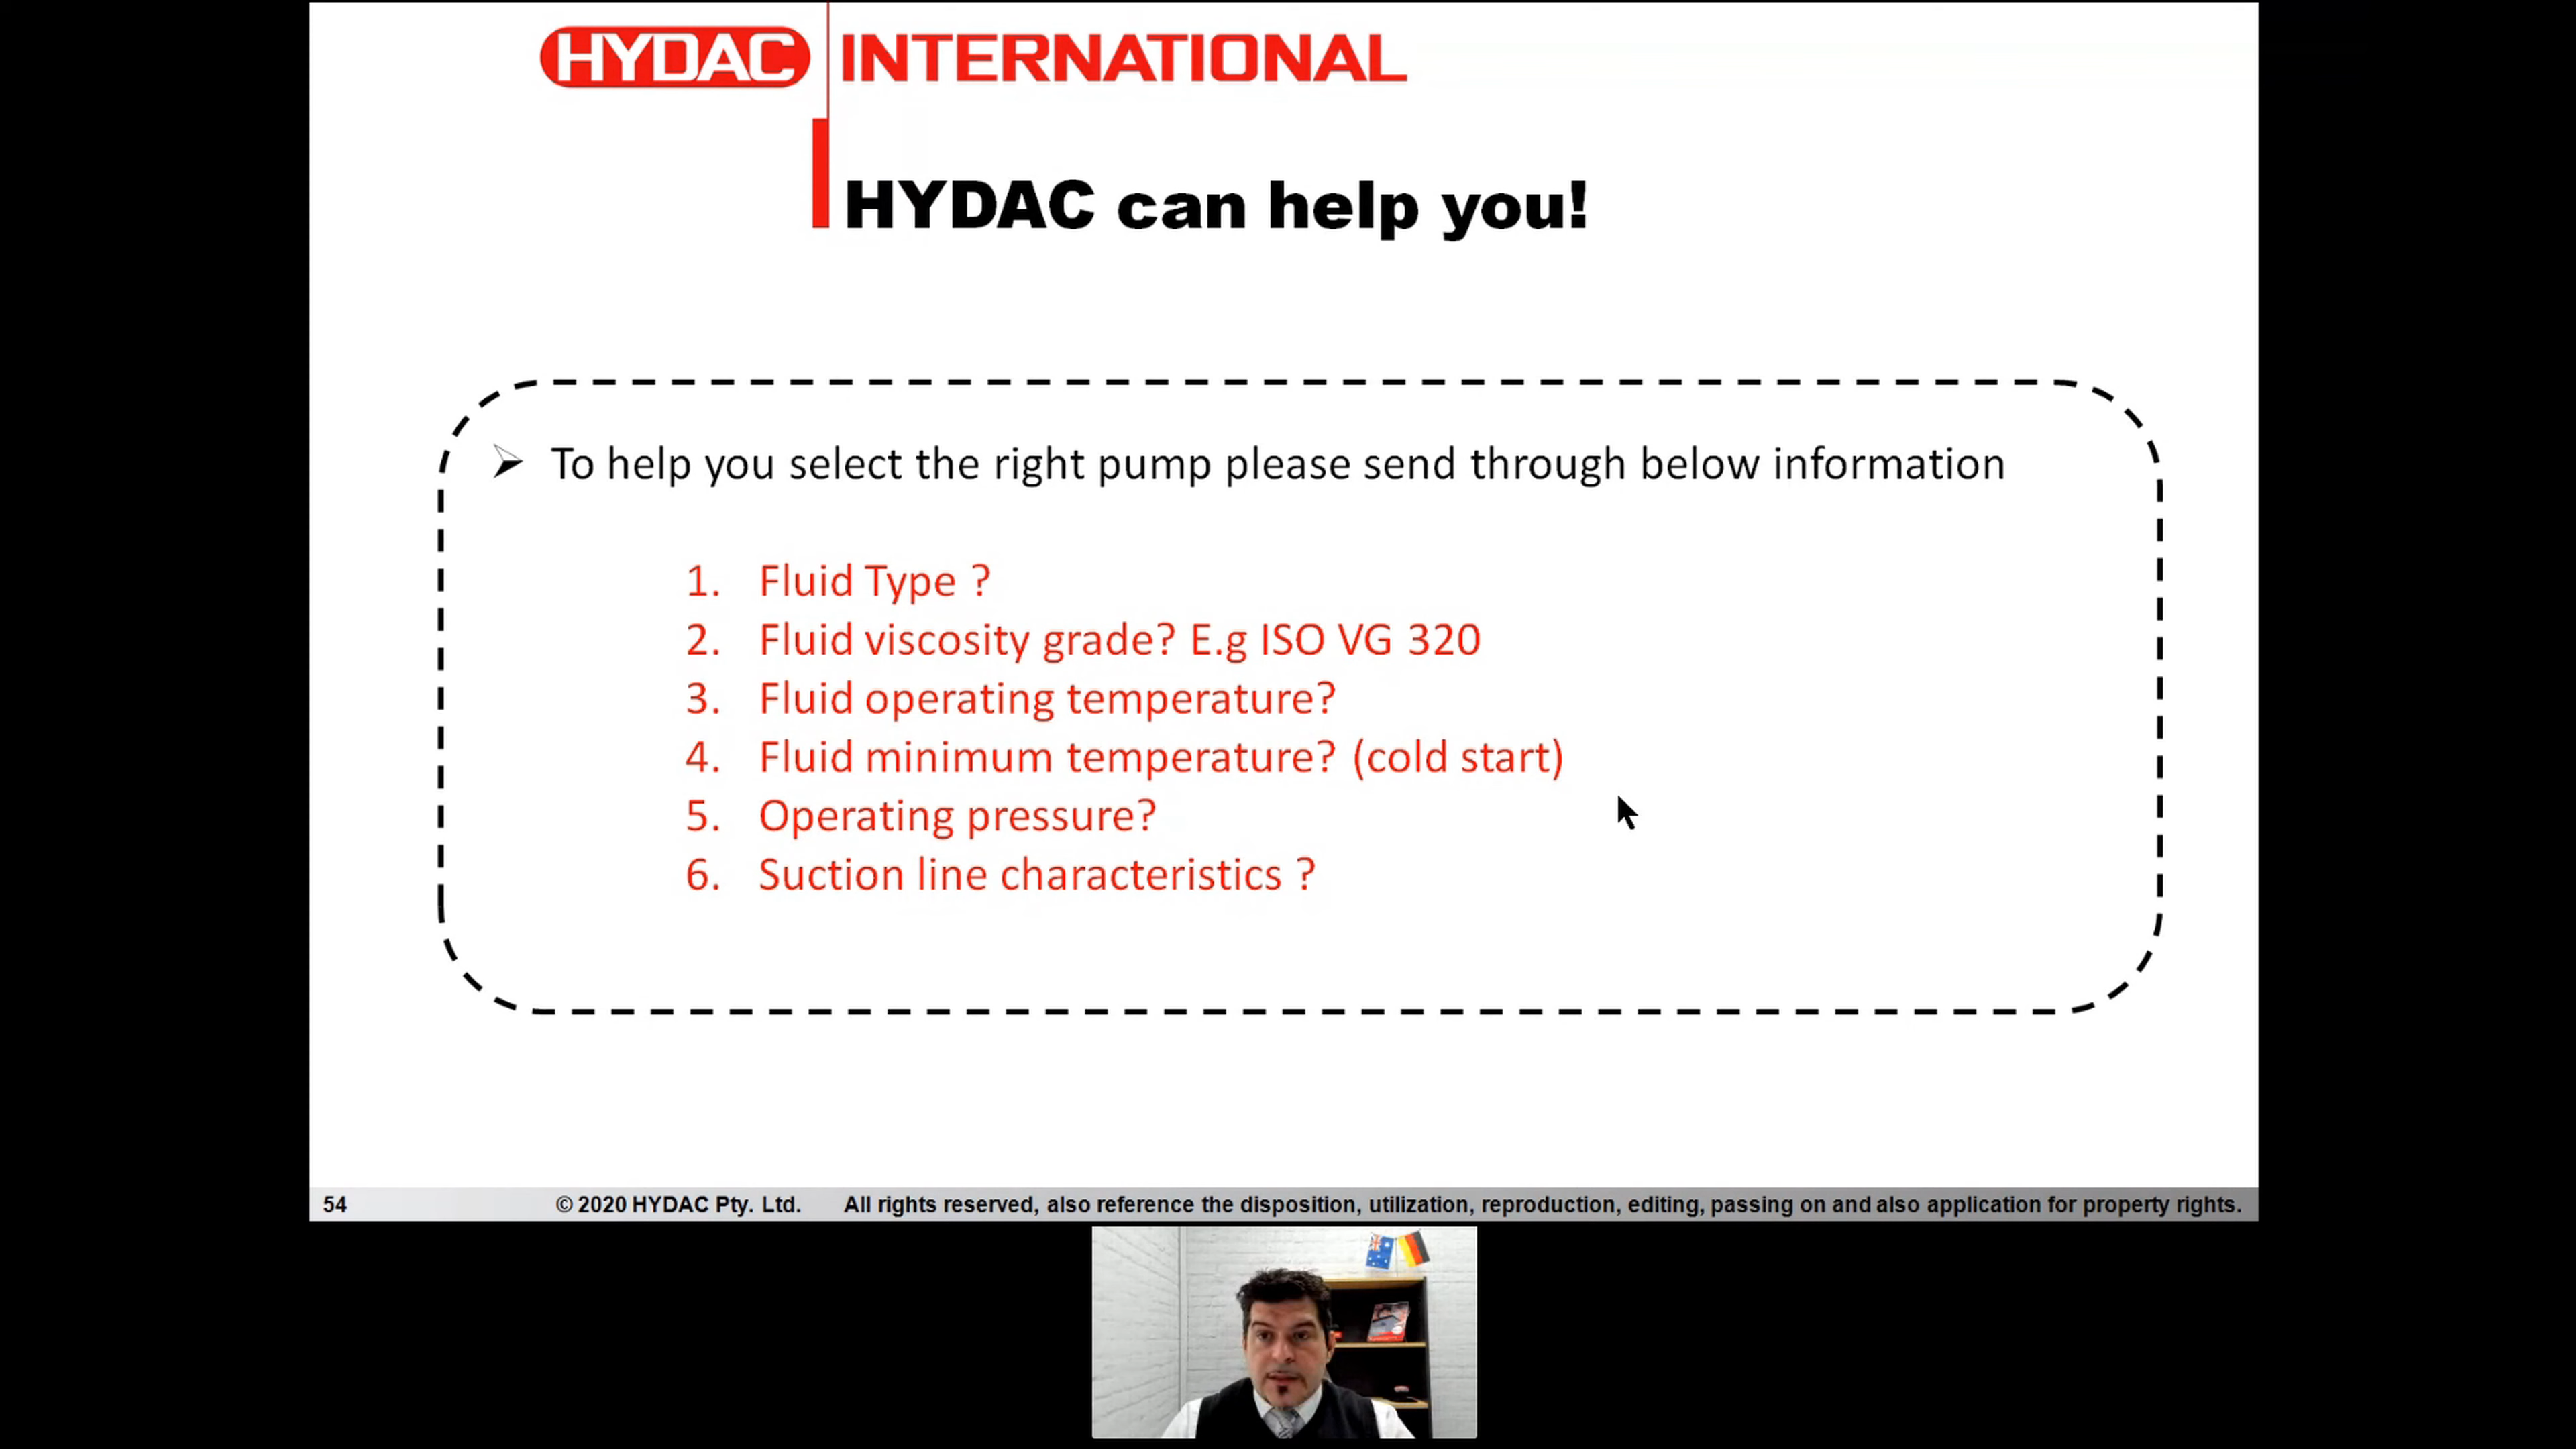 HYDAC INTERNATIONAL
HYDAC can help you!
➢ To help you select the right pump please send through below information
1. Fluid Type ?
2. Fluid viscosity grade? E.g ISO VG 320
3. Fluid operating temperature?
4. Fluid minimum temperature? (cold start)
5. Operating pressure?
6. Suction line characteristics ?
54 © 2020 HYDAC Pty. Ltd. All rights reserved, also reference the disposition, utilization, reproduction, editing, passing on and also application for property rights.